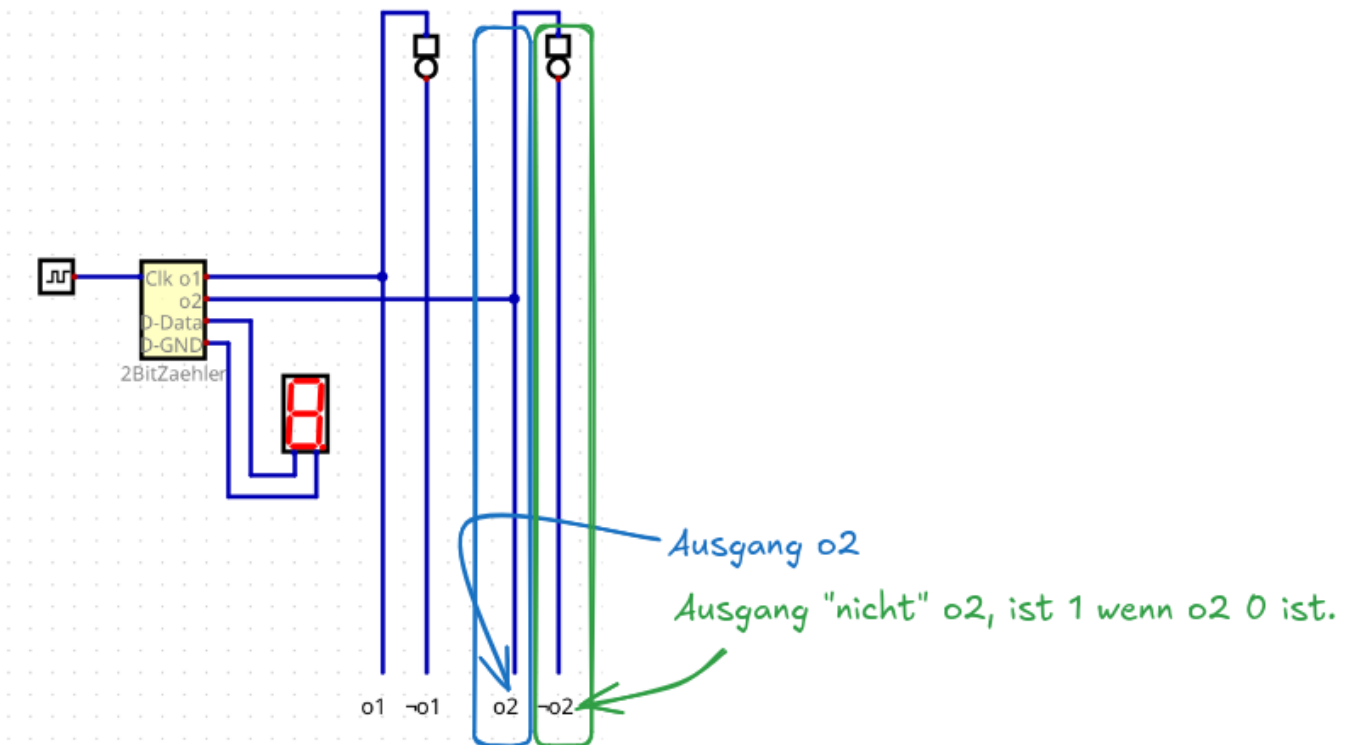 Clk o1
o2
D-Data
D-GND
2BitZaehler
Ausgang o2
Ausgang "nicht" o2, ist 1 wenn o2 0 ist.
o1 ¬o1 o2 ¬o2